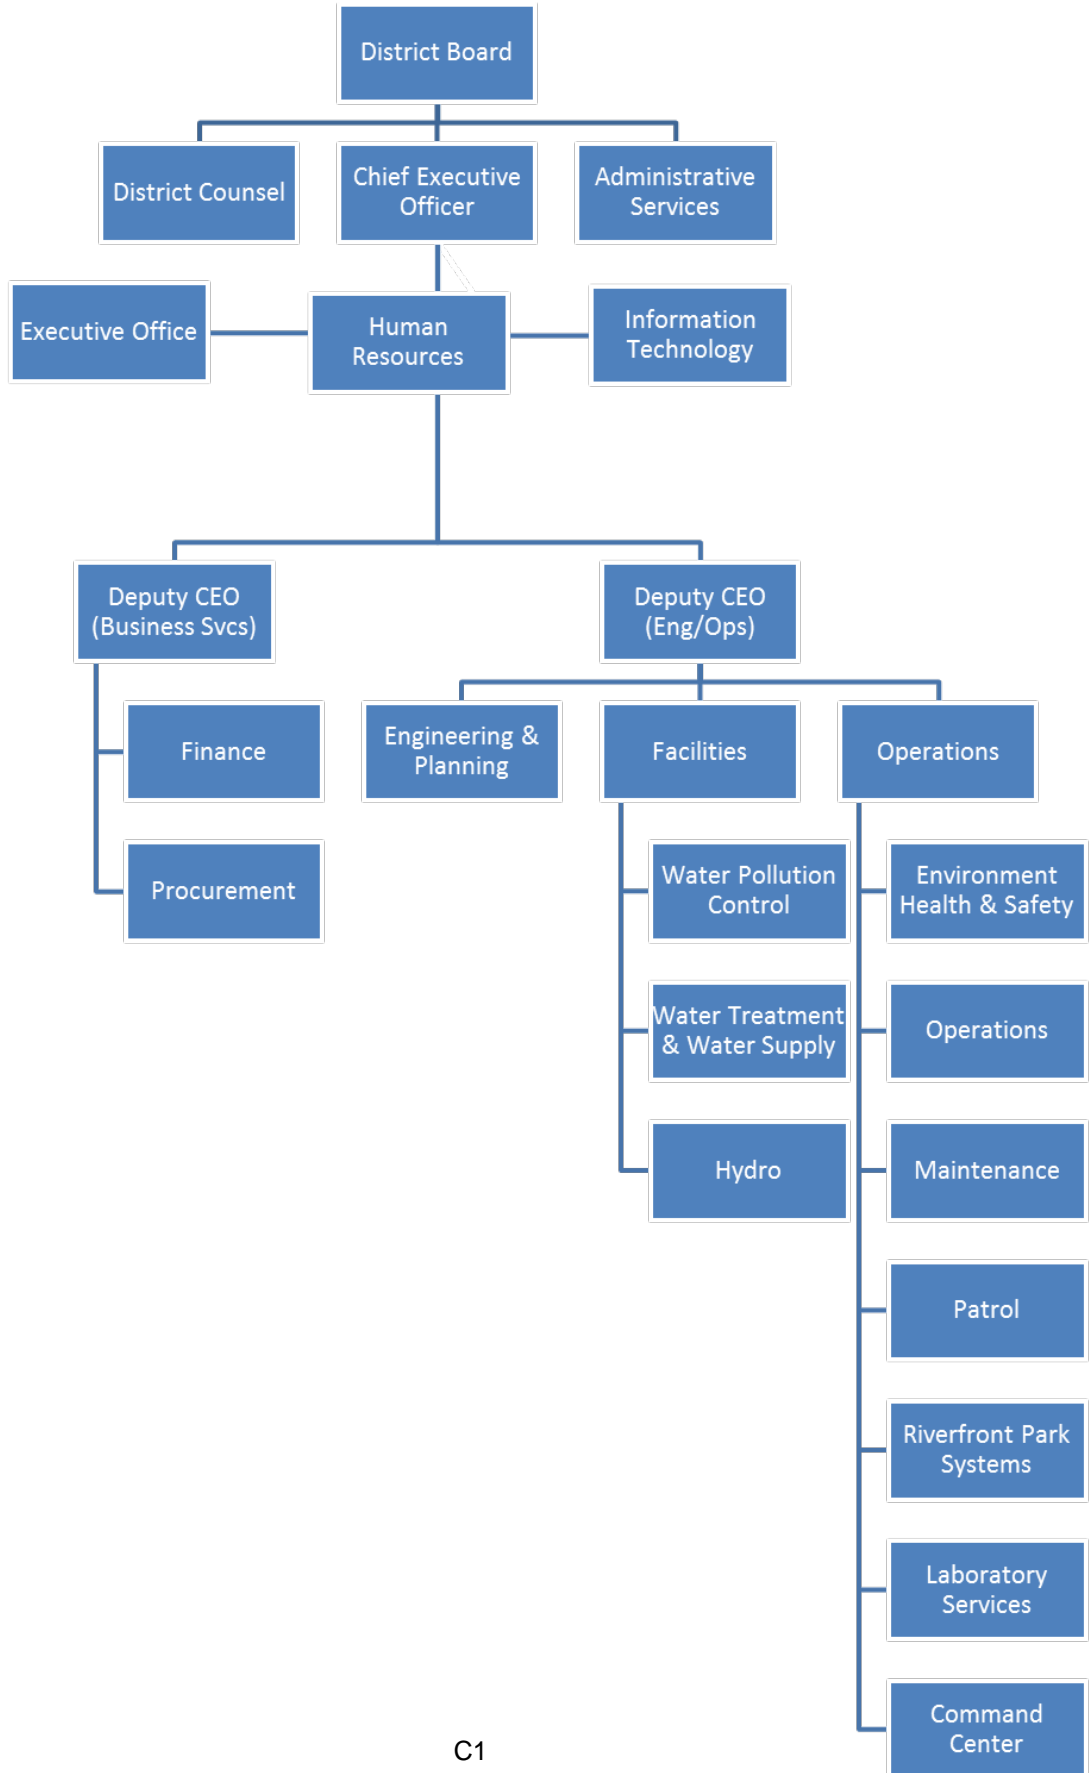 District Board
District Counsel
Chief Executive
Officer
Administrative
Services
Executive Office
Human
Resources
Information
Technology
Deputy CEO
(Business Svcs)
Deputy CEO
(Eng/Ops)
Finance
Procurement
Engineering &
Planning
Facilities
Operations
Water Pollution
Control
Water Treatment
& Water Supply
Hydro
Environment
Health & Safety
Operations
Maintenance
Patrol
Riverfront Park
Systems
Laboratory
Services
Command
Center
C1